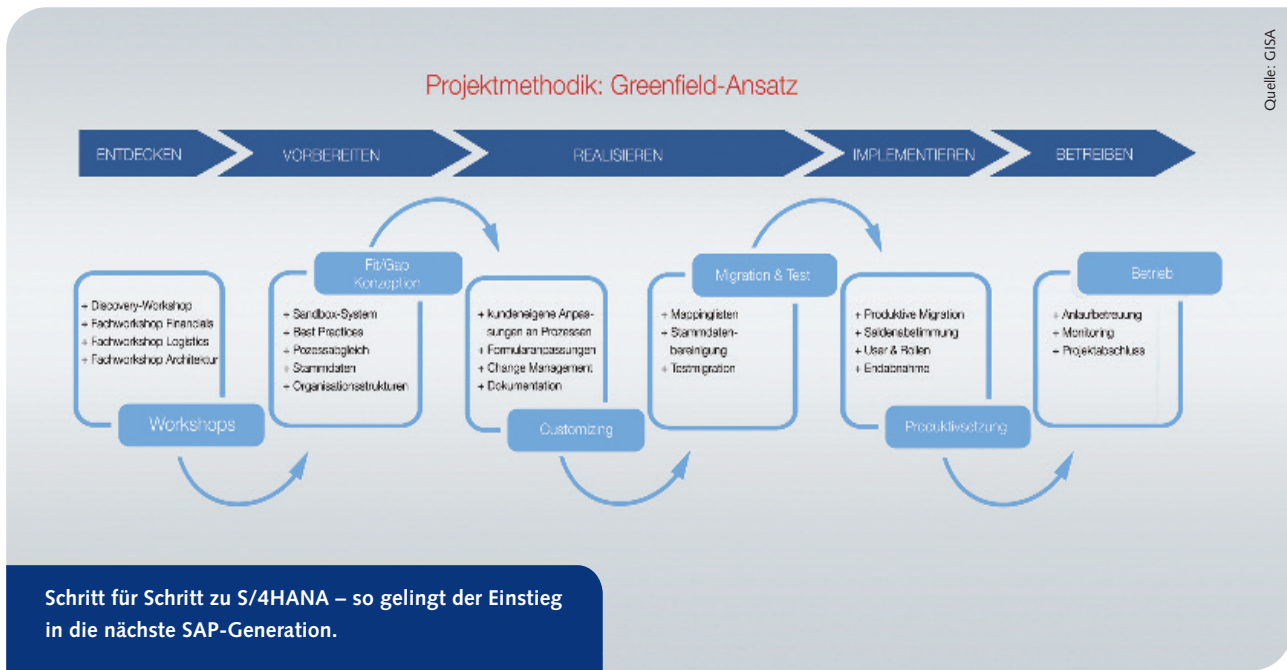 Quelle: GISA
Projektmethodik: Greenfield-Ansatz
ENTDECKEN
VORBEREITEN
REALISIEREN
IMPLEMENTIEREN
BETREIBEN
+ Discovery-Workshop
+ Fachworkshop Financials
+ Fachworkshop Logistics
+ Fachworkshop Architektur
Workshops
Fit/Gap
Konzeption
+ Sandbox-System
+ Best Practices
+ Pozessabgleich
+ Stammdaten
+ Organisationsstrukturen
+ kundeneigene Anpas-
sungen an Prozessen
+ Formularanpassungen
+ Change Management
+ Dokumentation
Customizing
Migration & Test
+ Mappinglisten
+ Stammdaten-
bereinigung
+ Testmigration
+ Produktive Migration
+ Saldenabstimmung
+ User & Rollen
+ Endabnahme
Produktivsetzung
Betrieb
+ Anlaufbetreuung
+ Monitoring
+ Projektabschluss
Schritt für Schritt zu S/4HANA – so gelingt der Einstieg
in die nächste SAP-Generation.